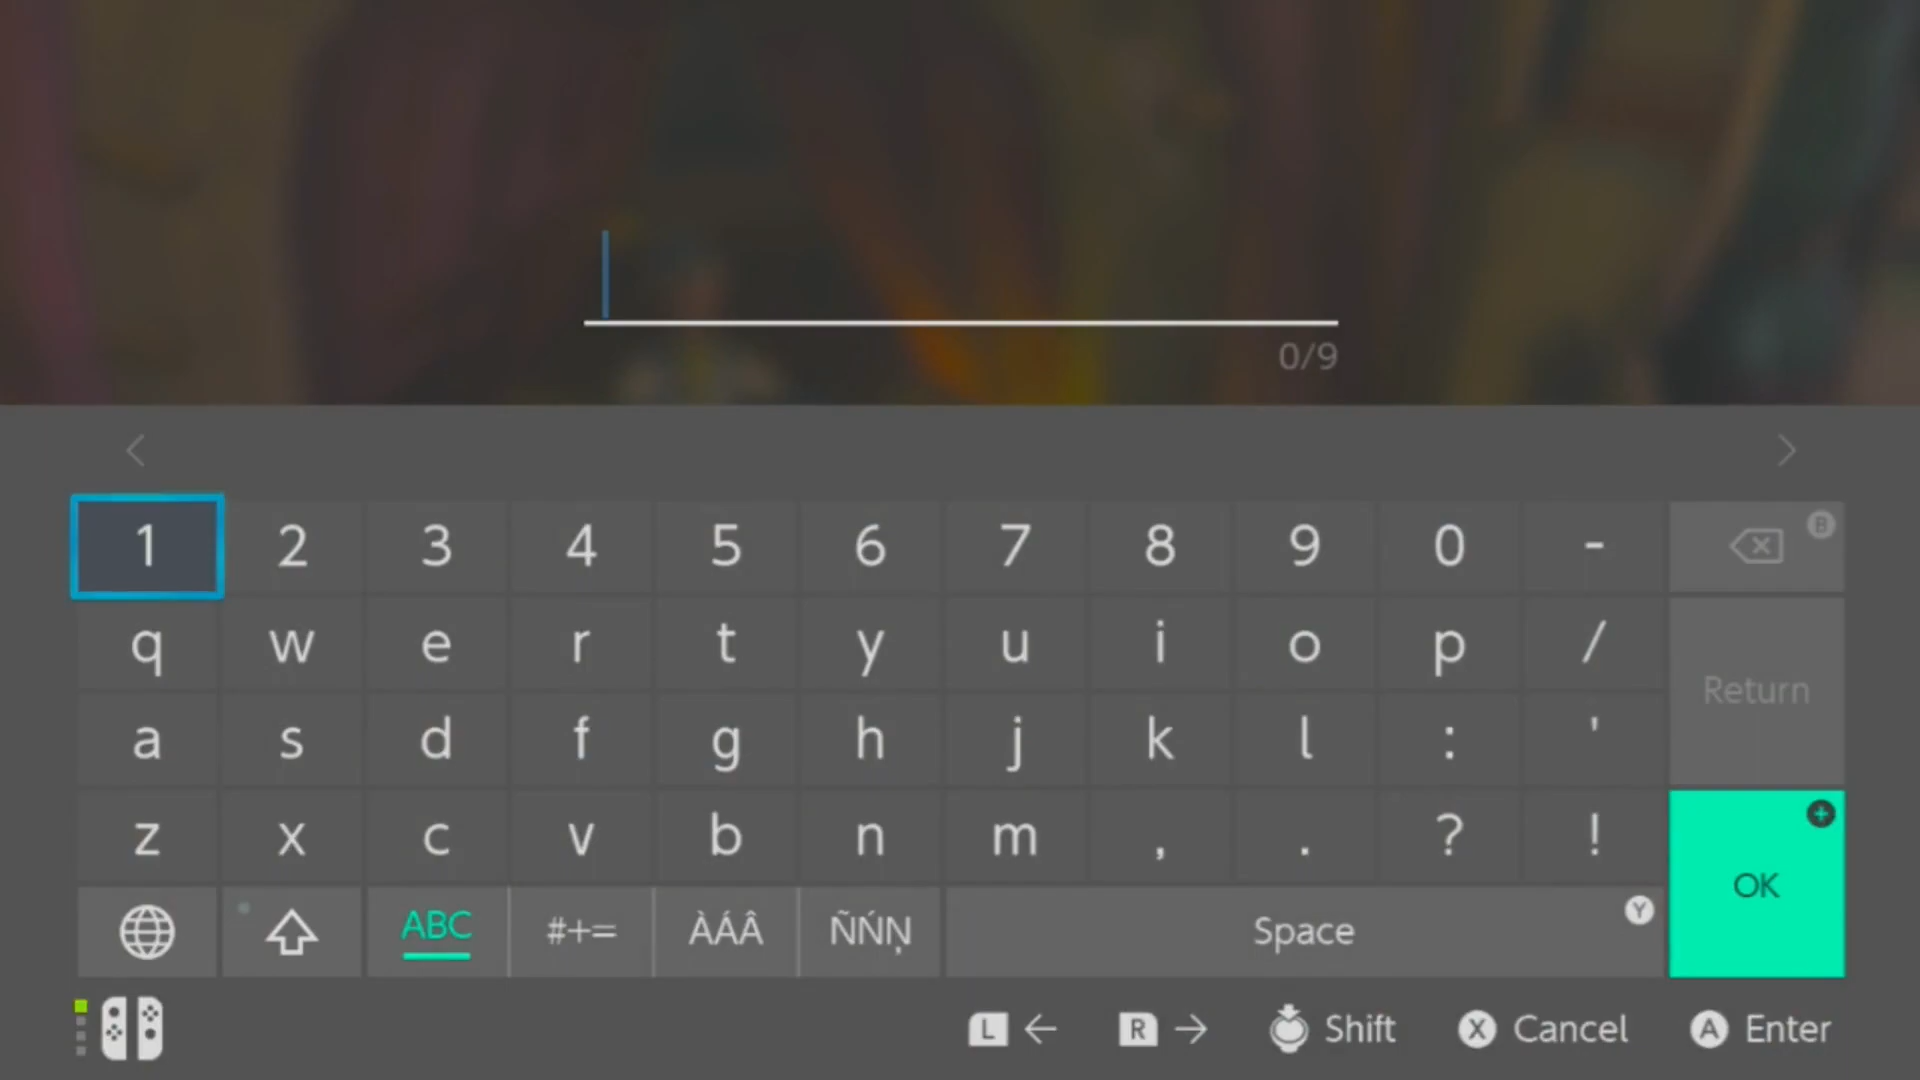 0/9
1 2 3 4 5 6 7 8 9 0 - B
q w e r t y u i o p /
Return
a s d f g h j k l : '
z x c v b n m , . ? !
OK
ABC #+= ÀÁÂ ÑŃŅ Space Y
L ← R → Shift X Cancel A Enter